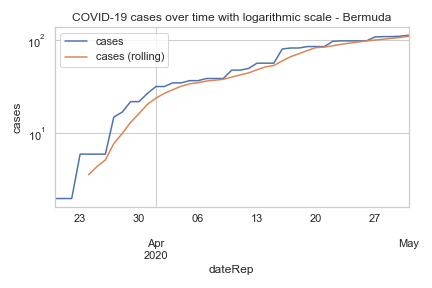 COVID-19 cases over time with logarithmic scale - Bermuda
cases
cases (rolling)
10²
10¹
cases
23 30 06 13 20 27
Apr May
2020
dateRep